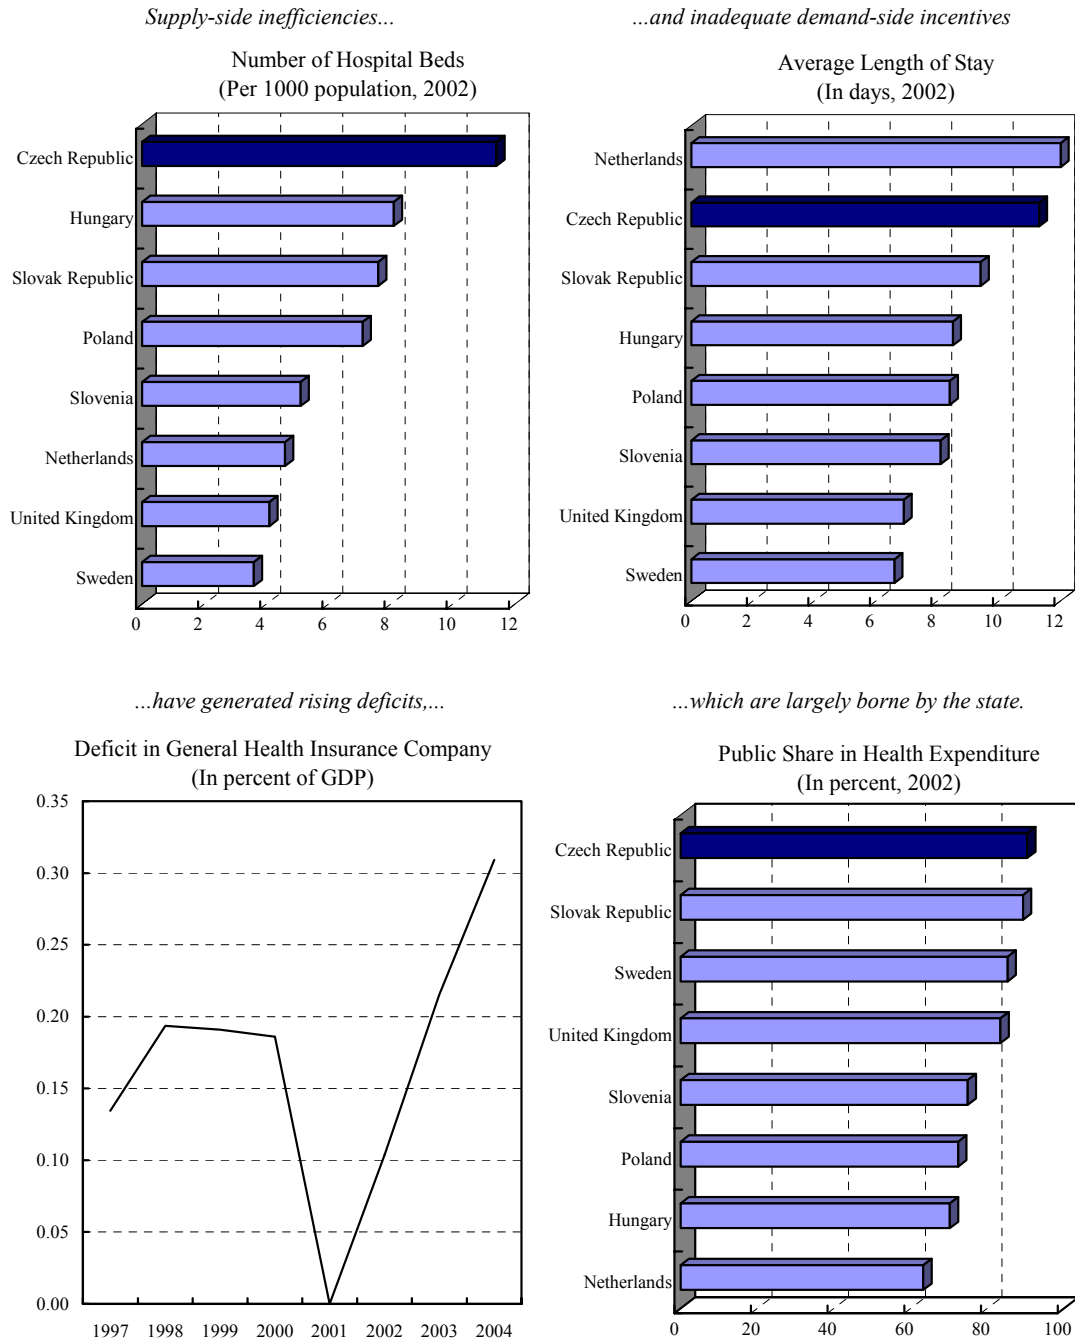 Supply-side inefficiencies...
...and inadequate demand-side incentives
Number of Hospital Beds
(Per 1000 population, 2002)
Czech Republic
Hungary
Slovak Republic
Poland
Slovenia
Netherlands
United Kingdom
Sweden
0 2 4 6 8 10 12
Average Length of Stay
(In days, 2002)
Netherlands
Czech Republic
Slovak Republic
Hungary
Poland
Slovenia
United Kingdom
Sweden
0 2 4 6 8 10 12
...have generated rising deficits,...
...which are largely borne by the state.
Deficit in General Health Insurance Company
(In percent of GDP)
0.35
0.30
0.25
0.20
0.15
0.10
0.05
0.00
1997 1998 1999 2000 2001 2002 2003 2004
Public Share in Health Expenditure
(In percent, 2002)
Czech Republic
Slovak Republic
Sweden
United Kingdom
Slovenia
Poland
Hungary
Netherlands
0 20 40 60 80 100